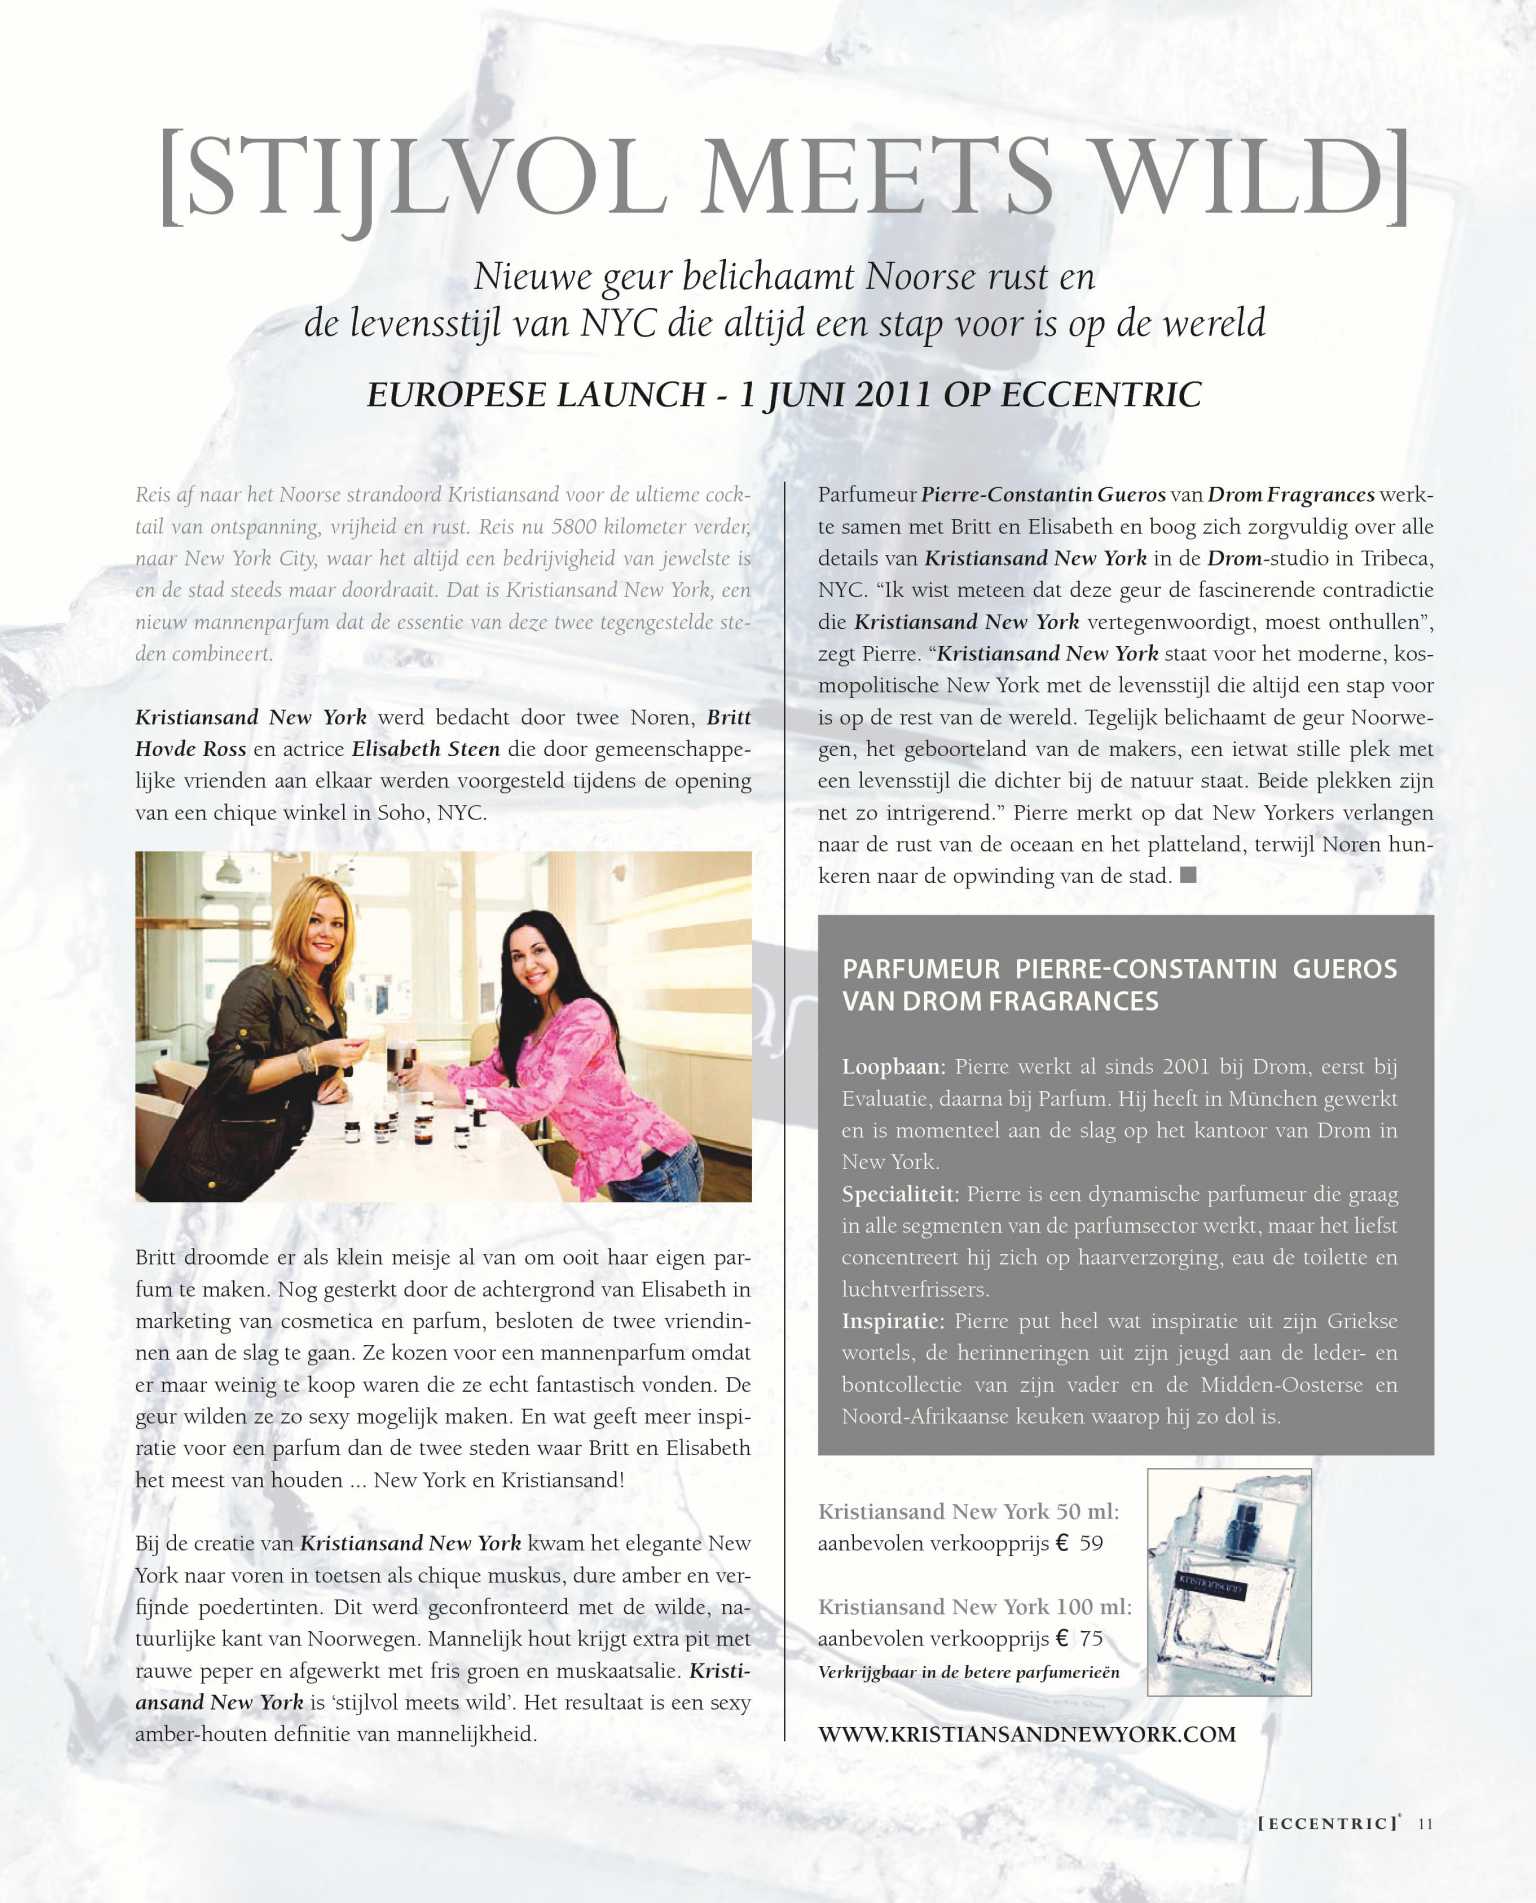 [STIJLVOL MEETS WILD]
Nieuwe geur belichaamt Noorse rust en
de levensstijl van NYC die altijd een stap voor is op de wereld
EUROPESE LAUNCH - 1 JUNI 2011 OP ECCENTRIC
Reis af naar het Noorse strandoord Kristiansand voor de ultieme cock-
tail van ontspanning, vrijheid en rust. Reis nu 5800 kilometer verder,
naar New York City, waar het altijd een bedrijvigheid van jewelste is
en de stad steeds maar doordraait. Dat is Kristiansand New York, een
nieuw mannenparfum dat de essentie van deze twee tegengestelde ste-
den combineert.
Kristiansand New York werd bedacht door twee Noren, Britt
Hovde Ross en actrice Elisabeth Steen die door gemeenschappe-
lijke vrienden aan elkaar werden voorgesteld tijdens de opening
van een chique winkel in Soho, NYC.
Britt droomde er als klein meisje al van om ooit haar eigen par-
fum te maken. Nog gesterkt door de achtergrond van Elisabeth in
marketing van cosmetica en parfum, besloten de twee vriendin-
nen aan de slag te gaan. Ze kozen voor een mannenparfum omdat
er maar weinig te koop waren die ze echt fantastisch vonden. De
geur wilden ze zo sexy mogelijk maken. En wat geeft meer inspi-
ratie voor een parfum dan de twee steden waar Britt en Elisabeth
het meest van houden ... New York en Kristiansand!
Bij de creatie van Kristiansand New York kwam het elegante New
York naar voren in toetsen als chique muskus, dure amber en ver-
fijnde poedertinten. Dit werd geconfronteerd met de wilde, na-
tuurlijke kant van Noorwegen. Mannelijk hout krijgt extra pit met
rauwe peper en afgewerkt met fris groen en muskaatsalie. Kristi-
ansand New York is ‘stijlvol meets wild’. Het resultaat is een sexy
amber-houten definitie van mannelijkheid.
Parfumeur Pierre-Constantin Gueros van Drom Fragrances werk-
te samen met Britt en Elisabeth en boog zich zorgvuldig over alle
details van Kristiansand New York in de Drom-studio in Tribeca,
NYC. “Ik wist meteen dat deze geur de fascinerende contradictie
die Kristiansand New York vertegenwoordigt, moest onthullen”,
zegt Pierre. “Kristiansand New York staat voor het moderne, kos-
mopolitische New York met de levensstijl die altijd een stap voor
is op de rest van de wereld. Tegelijk belichaamt de geur Noorwe-
gen, het geboorteland van de makers, een ietwat stille plek met
een levensstijl die dichter bij de natuur staat. Beide plekken zijn
net zo intrigerend.” Pierre merkt op dat New Yorkers verlangen
naar de rust van de oceaan en het platteland, terwijl Noren hun-
keren naar de opwinding van de stad. ■
PARFUMEUR PIERRE-CONSTANTIN GUEROS
VAN DROM FRAGRANCES
Loopbaan: Pierre werkt al sinds 2001 bij Drom, eerst bij
Evaluatie, daarna bij Parfum. Hij heeft in München gewerkt
en is momenteel aan de slag op het kantoor van Drom in
New York.
Specialiteit: Pierre is een dynamische parfumeur die graag
in alle segmenten van de parfumsector werkt, maar het liefst
concentreert hij zich op haarverzorging, eau de toilette en
luchtverfrissers.
Inspiratie: Pierre put heel wat inspiratie uit zijn Griekse
wortels, de herinneringen uit zijn jeugd aan de leder- en
bontcollectie van zijn vader en de Midden-Oosterse en
Noord-Afrikaanse keuken waarop hij zo dol is.
Kristiansand New York 50 ml:
aanbevolen verkoopprijs € 59
Kristiansand New York 100 ml:
aanbevolen verkoopprijs € 75
Verkrijgbaar in de betere parfumerieën
KRISTIANSAND
WWW.KRISTIANSANDNEWYORK.COM
[ECCENTRIC]® 11